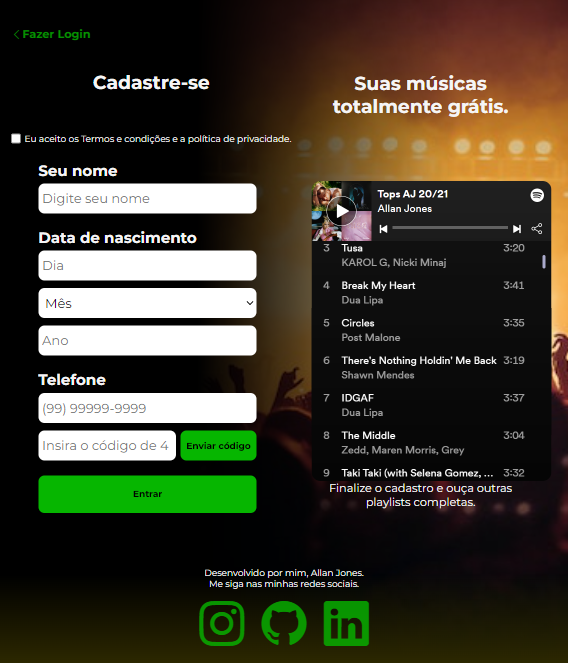 Fazer Login
Cadastre-se
Eu aceito os Termos e condições e a política de privacidade.
Seu nome
Digite seu nome
Data de nascimento
Dia
Mês
Ano
Telefone
(99) 99999-9999
Insira o código de 4
Enviar código
Entrar
Suas músicas
totalmente grátis.
Tops AJ 20/21
Allan Jones
3 Tusa 3:20
KAROL G, Nicki Minaj
4 Break My Heart 3:41
Dua Lipa
5 Circles 3:35
Post Malone
6 There's Nothing Holdin' Me Back 3:19
Shawn Mendes
7 IDGAF 3:37
Dua Lipa
8 The Middle 3:04
Zedd, Maren Morris, Grey
9 Taki Taki (with Selena Gomez, ... 3:32
Finalize o cadastro e ouça outras
playlists completas.
Desenvolvido por mim, Allan Jones.
Me siga nas minhas redes sociais.
in